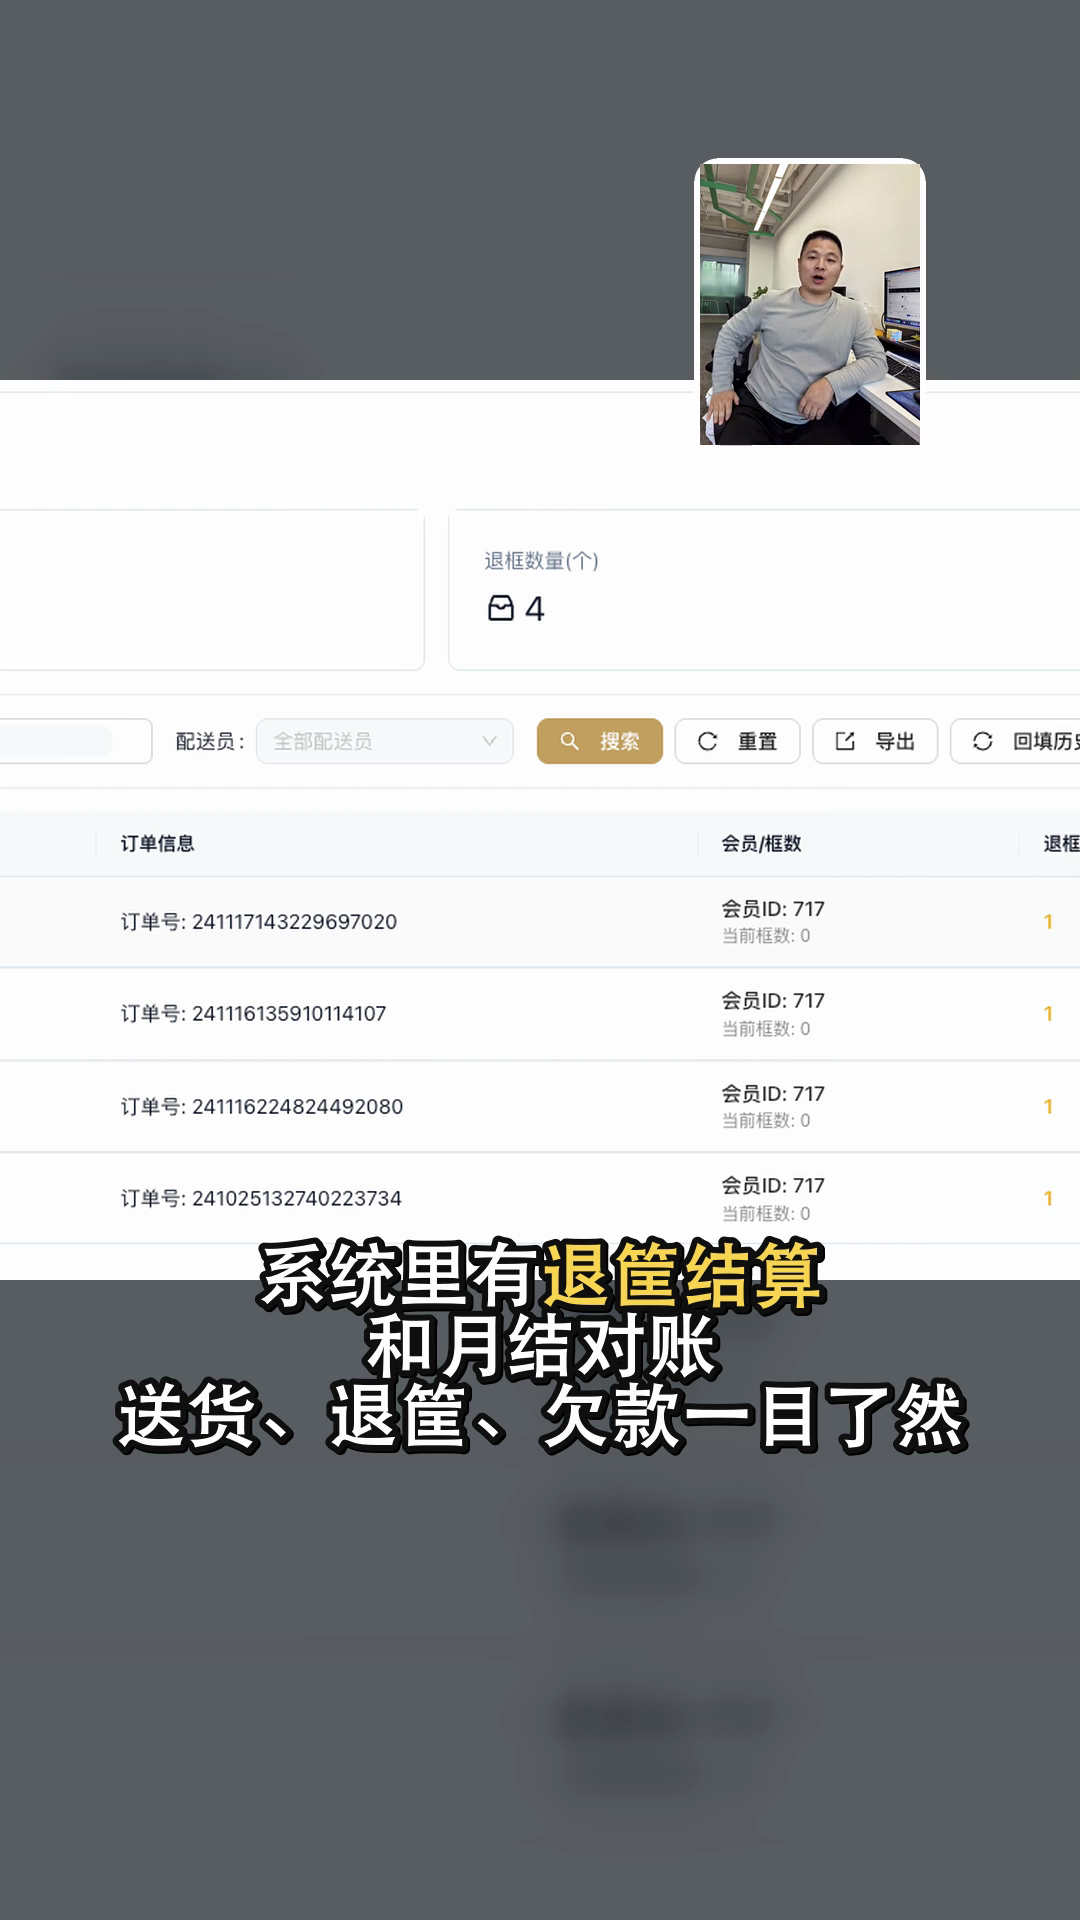 退框数量(个)
4
配送员: 全部配送员 搜索 重置 导出 回填历
订单信息 会员/框数 退框
订单号: 241117143229697020 会员ID: 717 1
当前框数: 0
订单号: 241116135910114107 会员ID: 717 1
当前框数: 0
订单号: 241116224824492080 会员ID: 717 1
当前框数: 0
订单号: 241025132740223734 会员ID: 717 1
当前框数: 0
系统里有退筐结算
和月结对账
送货、退筐、欠款一目了然